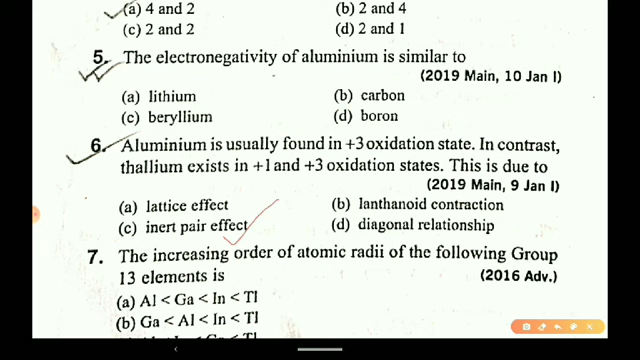 (a) 4 and 2 (b) 2 and 4
(c) 2 and 2 (d) 2 and 1
5. The electronegativity of aluminium is similar to
(2019 Main, 10 Jan I)
(a) lithium (b) carbon
(c) beryllium (d) boron
6. Aluminium is usually found in +3 oxidation state. In contrast,
thallium exists in +1 and +3 oxidation states. This is due to
(2019 Main, 9 Jan I)
(a) lattice effect (b) lanthanoid contraction
(c) inert pair effect (d) diagonal relationship
7. The increasing order of atomic radii of the following Group
13 elements is (2016 Adv.)
(a) Al < Ga < In < Tl
(b) Ga < Al < In < Tl